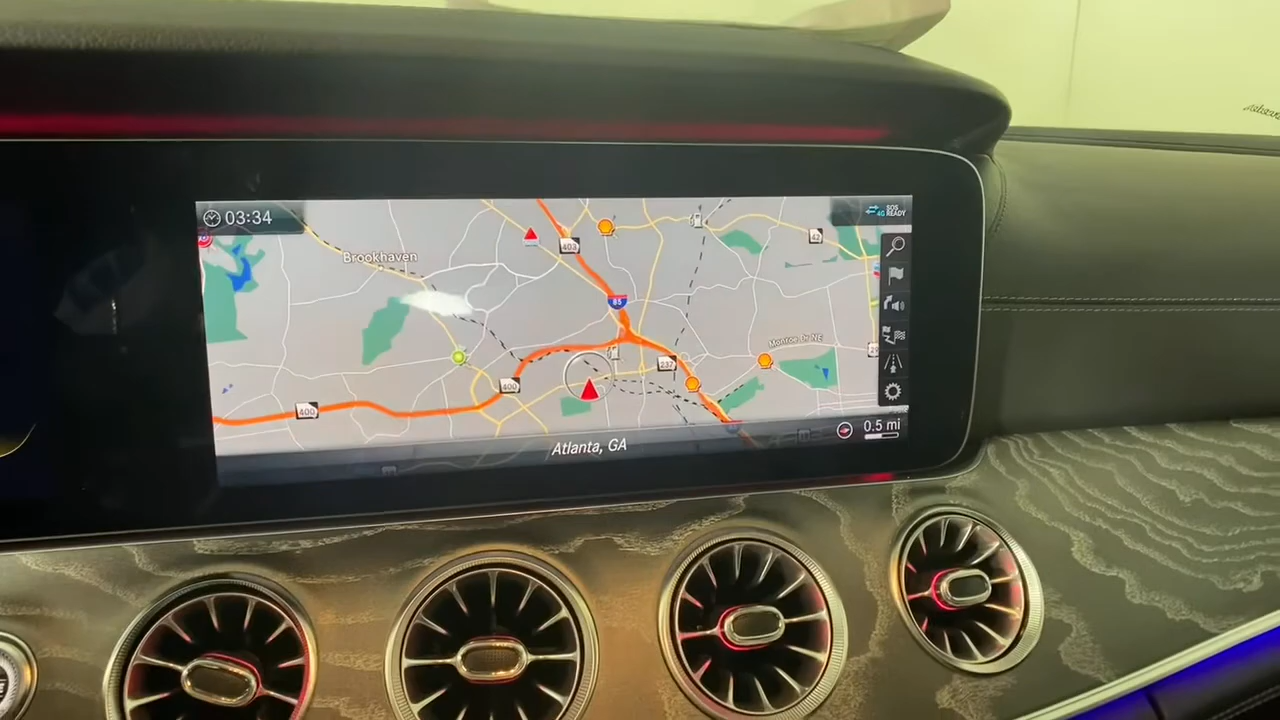 03:34
SOS
4G READY
Brookhaven
403
42
85
Monroe Dr NE
237
400
400
Atlanta, GA
0.5 mi